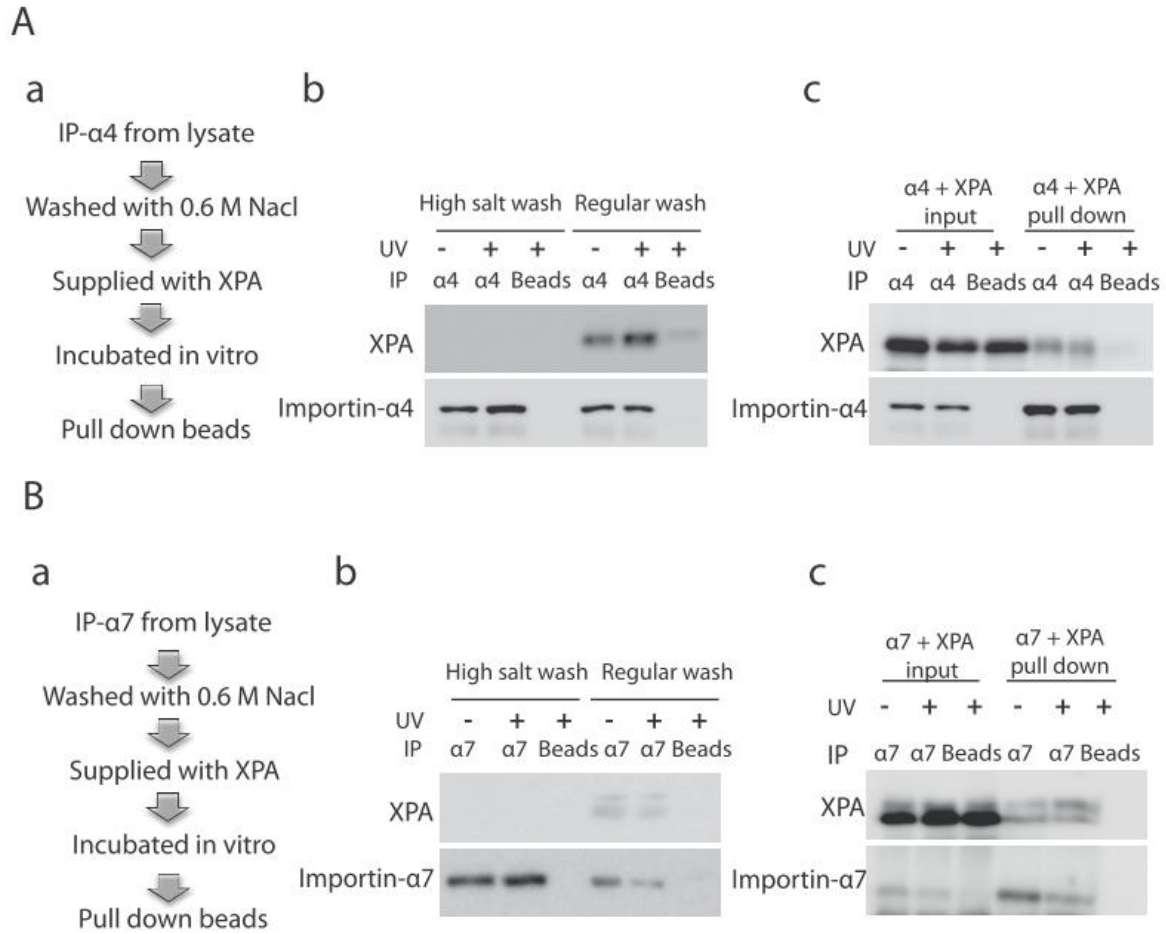 A
a
IP-α4 from lysate
Washed with 0.6 M Nacl
Supplied with XPA
Incubated in vitro
Pull down beads
b
High salt wash Regular wash
UV - + + - + +
IP α4 α4 Beads α4 α4 Beads
XPA
Importin-α4
c
α4 + XPA α4 + XPA
input pull down
UV - + + - + +
IP α4 α4 Beads α4 α4 Beads
XPA
Importin-α4
B
a
IP-α7 from lysate
Washed with 0.6 M Nacl
Supplied with XPA
Incubated in vitro
Pull down beads
b
High salt wash Regular wash
UV - + + - + +
IP α7 α7 Beads α7 α7 Beads
XPA
Importin-α7
c
α7 + XPA α7 + XPA
input pull down
UV - + + - + +
IP α7 α7 Beads α7 α7 Beads
XPA
Importin-α7